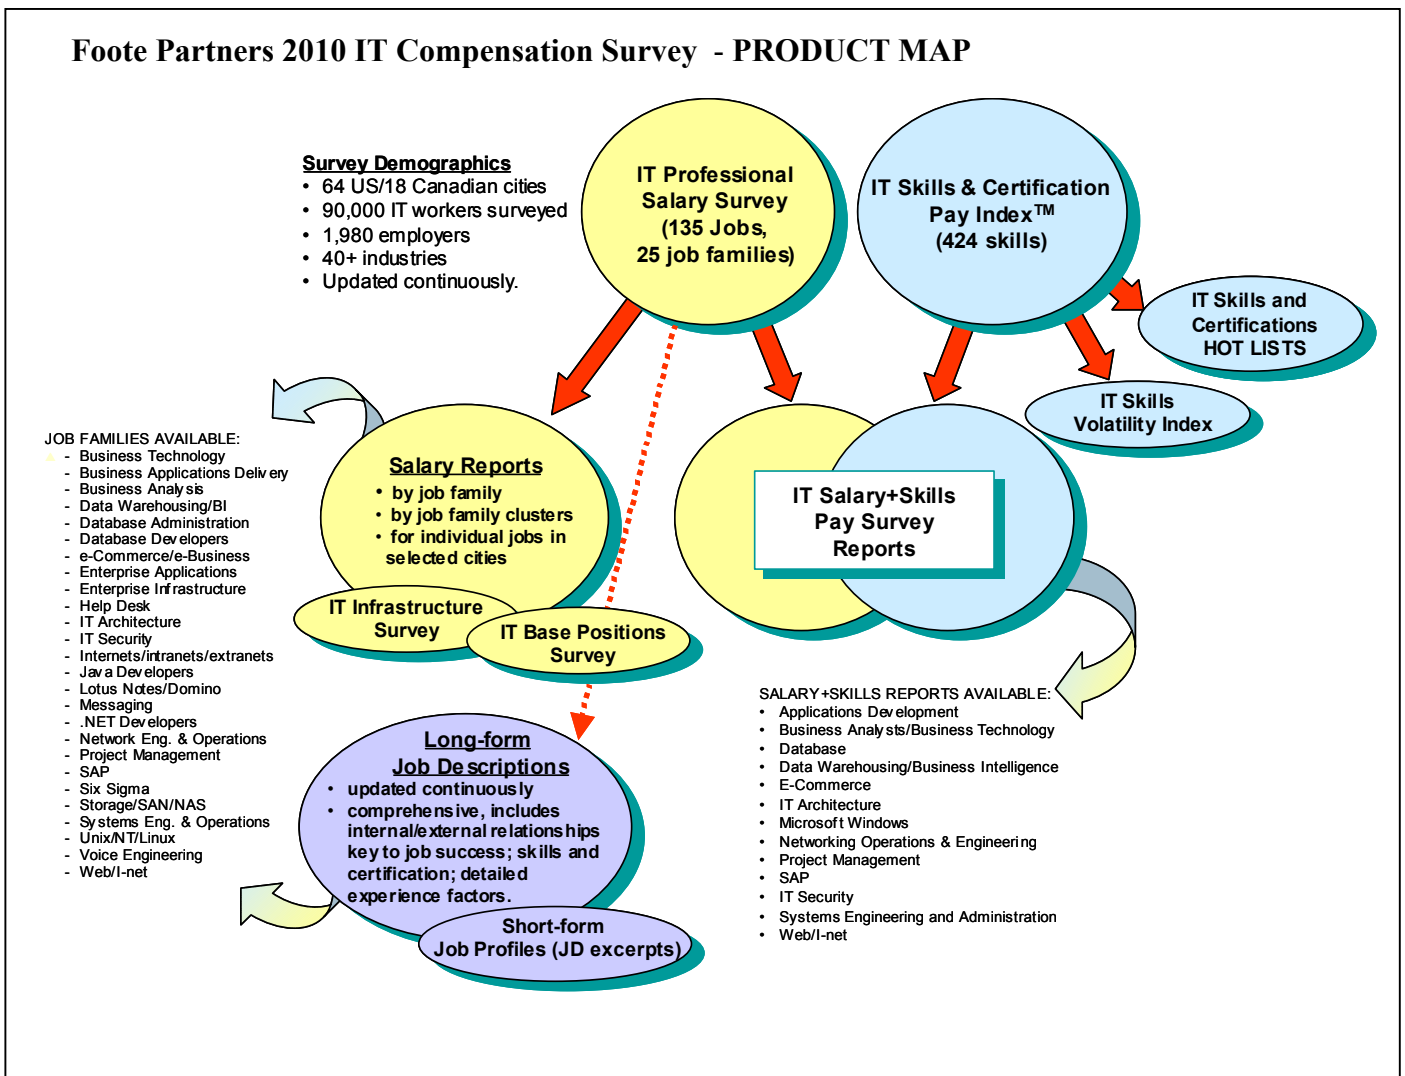 Foote Partners 2010 IT Compensation Survey - PRODUCT MAP
Survey Demographics
• 64 US/18 Canadian cities
• 90,000 IT workers surveyed
• 1,980 employers
• 40+ industries
• Updated continuously.
IT Professional
Salary Survey
(135 Jobs,
25 job families)
IT Skills & Certification
Pay Index™
(424 skills)
IT Skills and
Certifications
HOT LISTS
IT Skills
Volatility Index
JOB FAMILIES AVAILABLE:
- Business Technology
- Business Applications Delivery
- Business Analysis
- Data Warehousing/BI
- Database Administration
- Database Developers
- e-Commerce/e-Business
- Enterprise Applications
- Enterprise Infrastructure
- Help Desk
- IT Architecture
- IT Security
- Internets/intranets/extranets
- Java Developers
- Lotus Notes/Domino
- Messaging
- .NET Developers
- Network Eng. & Operations
- Project Management
- SAP
- Six Sigma
- Storage/SAN/NAS
- Systems Eng. & Operations
- Unix/NT/Linux
- Voice Engineering
- Web/I-net
Salary Reports
• by job family
• by job family clusters
• for individual jobs in
selected cities
IT Infrastructure
Survey
IT Base Positions
Survey
IT Salary+Skills
Pay Survey
Reports
Long-form
Job Descriptions
• updated continuously
• comprehensive, includes
internal/external relationships
key to job success; skills and
certification; detailed
experience factors.
Short-form
Job Profiles (JD excerpts)
SALARY+SKILLS REPORTS AVAILABLE:
• Applications Development
• Business Analysts/Business Technology
• Database
• Data Warehousing/Business Intelligence
• E-Commerce
• IT Architecture
• Microsoft Windows
• Networking Operations & Engineering
• Project Management
• SAP
• IT Security
• Systems Engineering and Administration
• Web/I-net